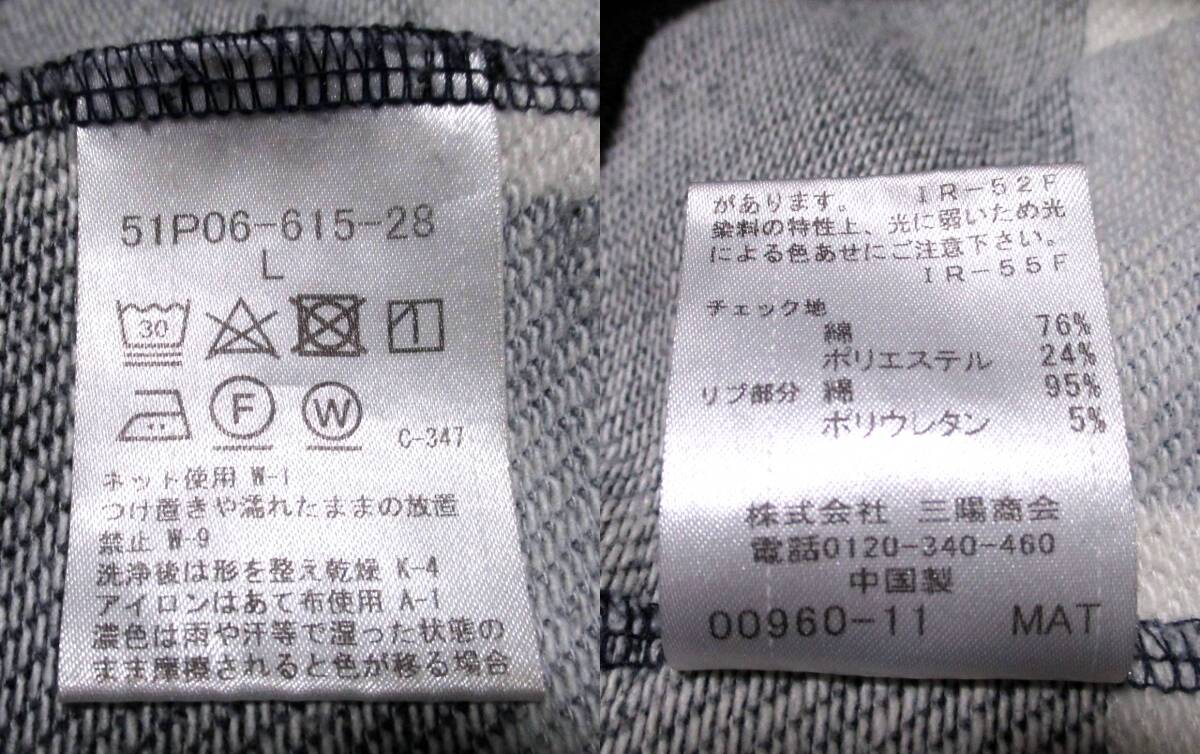 51P06-615-28
L
30
F W C-347
ネット使用 W-1
つけ置きや濡れたままの放置
禁止 W-9
洗浄後は形を整え乾燥 K-4
アイロンはあて布使用 A-1
濃色は雨や汗等で湿った状態の
まま摩擦されると色が移る場合
があります。 IR-52F
染料の特性上、光に弱いため光
による色あせにご注意下さい。
IR-55F
チェック地
綿 76%
ポリエステル 24%
リブ部分 綿 95%
ポリウレタン 5%
株式会社 三陽商会
電話0120-340-460
中国製
00960-11 MAT